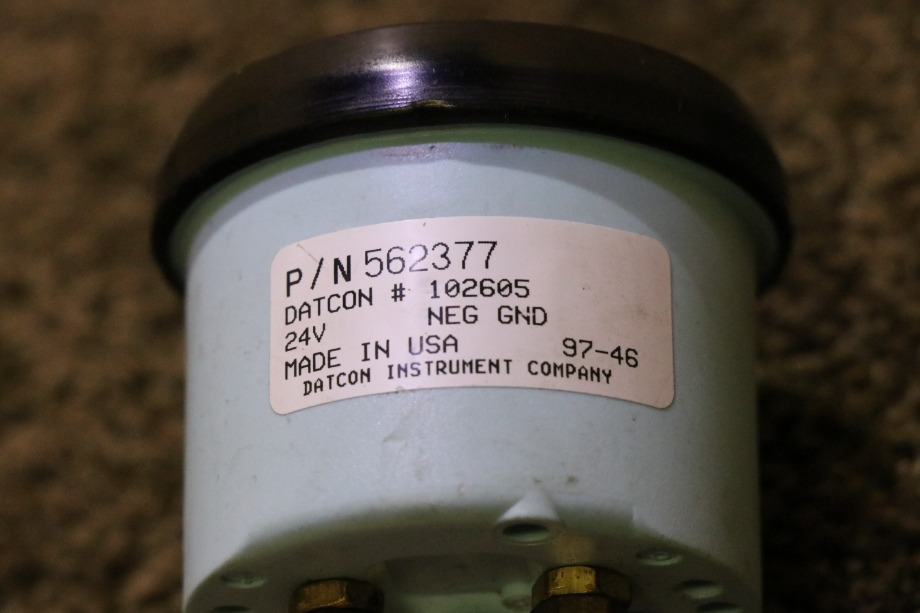 P/N 562377
DATCON # 102605
24V NEG GND
MADE IN USA 97-46
DATCON INSTRUMENT COMPANY